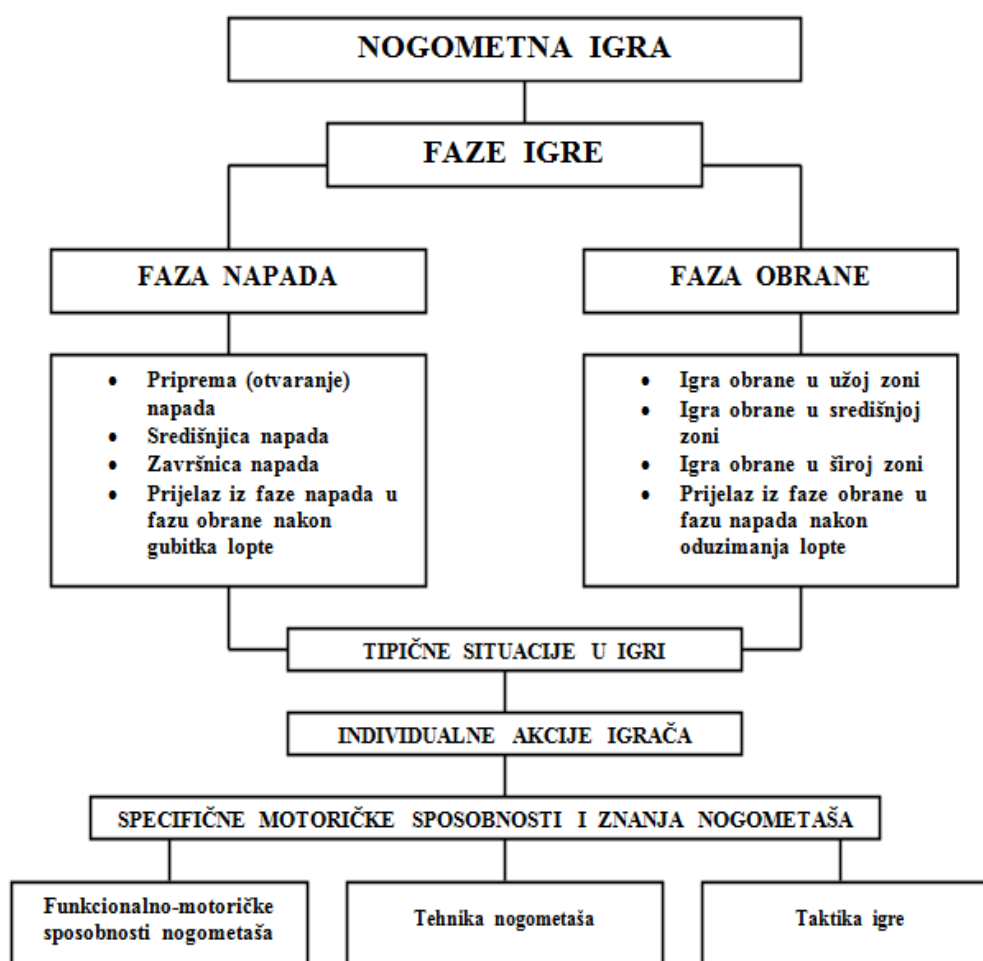 NOGOMETNA IGRA
FAZE IGRE
FAZA NAPADA
FAZA OBRANE
• Priprema (otvaranje)
napada
• Središnjica napada
• Završnica napada
• Prijelaz iz faze napada u
fazu obrane nakon
gubitka lopte
• Igra obrane u užoj zoni
• Igra obrane u središnjoj
zoni
• Igra obrane u široj zoni
• Prijelaz iz faze obrane u
fazu napada nakon
oduzimanja lopte
TIPIČNE SITUACIJE U IGRI
INDIVIDUALNE AKCIJE IGRAČA
SPECIFIČNE MOTORIČKE SPOSOBNOSTI I ZNANJA NOGOMETAŠA
Funkcionalno-motoričke
sposobnosti nogometaša
Tehnika nogometaša
Taktika igre